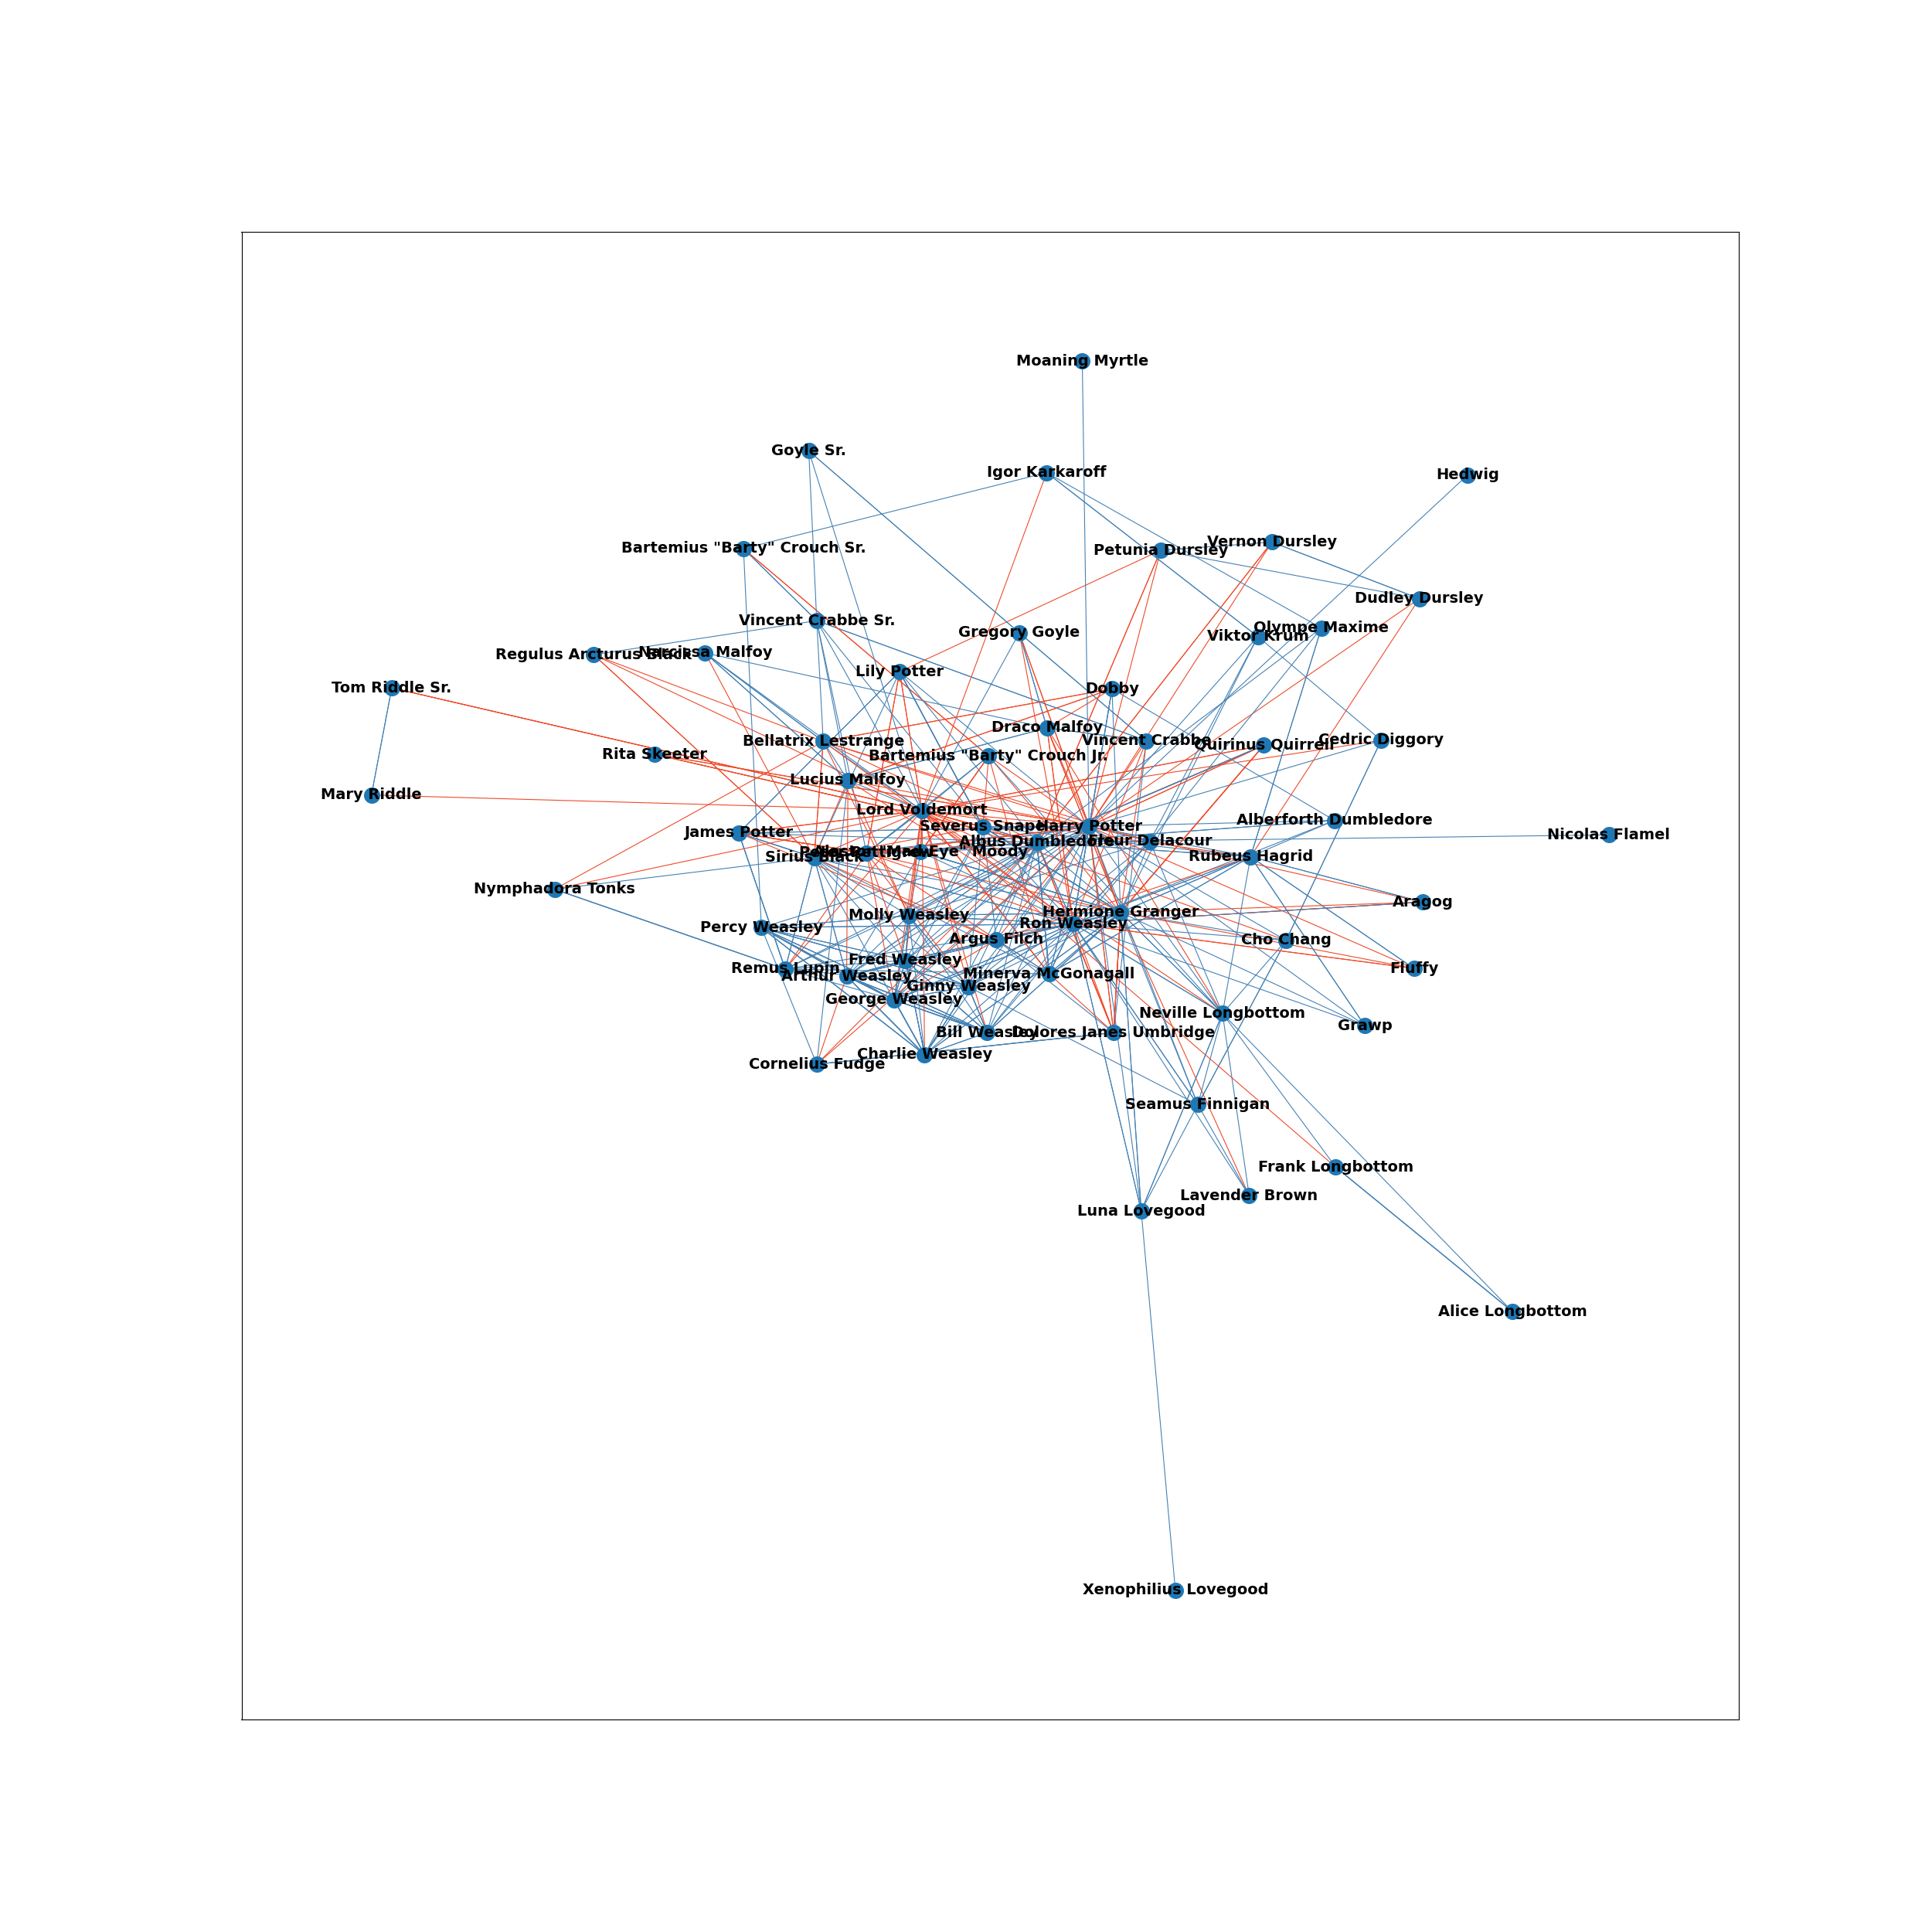 Moaning Myrtle
Goyle Sr.
Igor Karkaroff
Hedwig
Bartemius "Barty" Crouch Sr.
Petunia Dursley
Vernon Dursley
Dudley Dursley
Vincent Crabbe Sr.
Gregory Goyle
Viktor Krum
Olympe Maxime
Regulus Arcturus Black
Narcissa Malfoy
Lily Potter
Tom Riddle Sr.
Dobby
Draco Malfoy
Bellatrix Lestrange
Vincent Crabbe
Quirinus Quirrell
Cedric Diggory
Rita Skeeter
Bartemius "Barty" Crouch Jr.
Lucius Malfoy
Mary Riddle
Lord Voldemort
Alberforth Dumbledore
James Potter
Severus Snape
Harry Potter
Nicolas Flamel
Albus Dumbledore
Fleur Delacour
Sirius Black
Moody
Rubeus Hagrid
Nymphadora Tonks
Aragog
Molly Weasley
Hermione Granger
Percy Weasley
Ron Weasley
Argus Filch
Cho Chang
Fred Weasley
Remus Lupin
Arthur Weasley
Minerva McGonagall
Fluffy
Ginny Weasley
George Weasley
Neville Longbottom
Grawp
Bill Weasley
Dolores Janes Umbridge
Charlie Weasley
Cornelius Fudge
Seamus Finnigan
Frank Longbottom
Lavender Brown
Luna Lovegood
Alice Longbottom
Xenophilius Lovegood